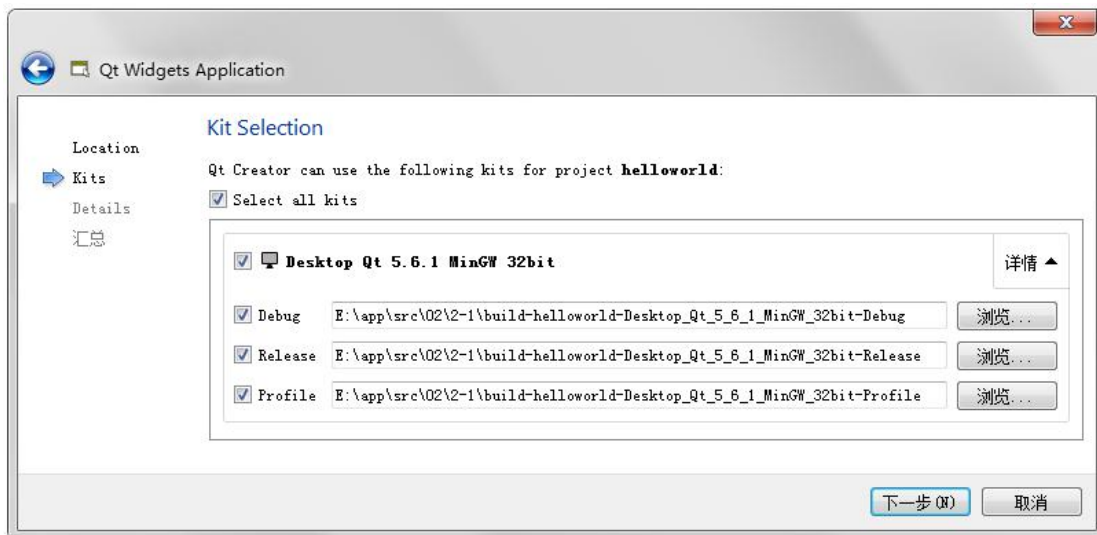 Qt Widgets Application
Location
Kits
Details
汇总
Kit Selection
Qt Creator can use the following kits for project helloworld:
Select all kits
Desktop Qt 5.6.1 MinGW 32bit
详情
Debug E:\app\src\02\2-1\build-helloworld-Desktop_Qt_5_6_1_MinGW_32bit-Debug 浏览...
Release E:\app\src\02\2-1\build-helloworld-Desktop_Qt_5_6_1_MinGW_32bit-Release 浏览...
Profile E:\app\src\02\2-1\build-helloworld-Desktop_Qt_5_6_1_MinGW_32bit-Profile 浏览...
下一步(N) 取消